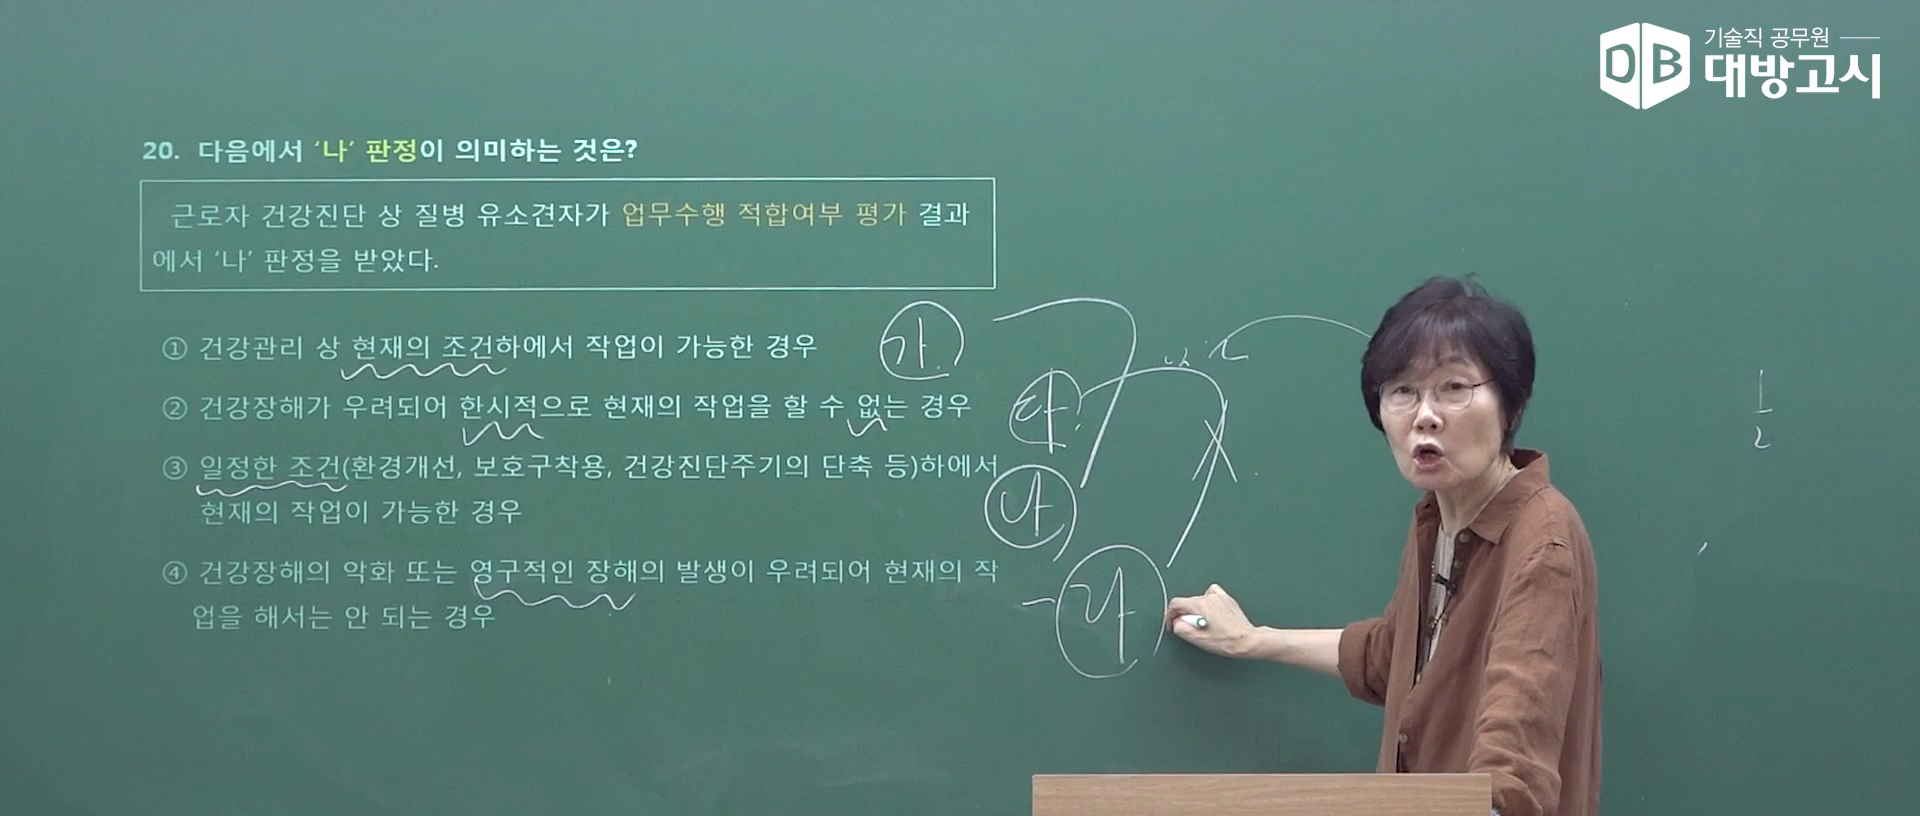 기술직 공무원
DB 대방고시
20. 다음에서 ‘나’ 판정이 의미하는 것은?
근로자 건강진단 상 질병 유소견자가 업무수행 적합여부 평가 결과
에서 ‘나’ 판정을 받았다.
① 건강관리 상 현재의 조건하에서 작업이 가능한 경우
가
② 건강장해가 우려되어 한시적으로 현재의 작업을 할 수 없는 경우
다
③ 일정한 조건(환경개선, 보호구착용, 건강진단주기의 단축 등)하에서
현재의 작업이 가능한 경우
나
④ 건강장해의 악화 또는 영구적인 장해의 발생이 우려되어 현재의 작
업을 해서는 안 되는 경우
라
1
2